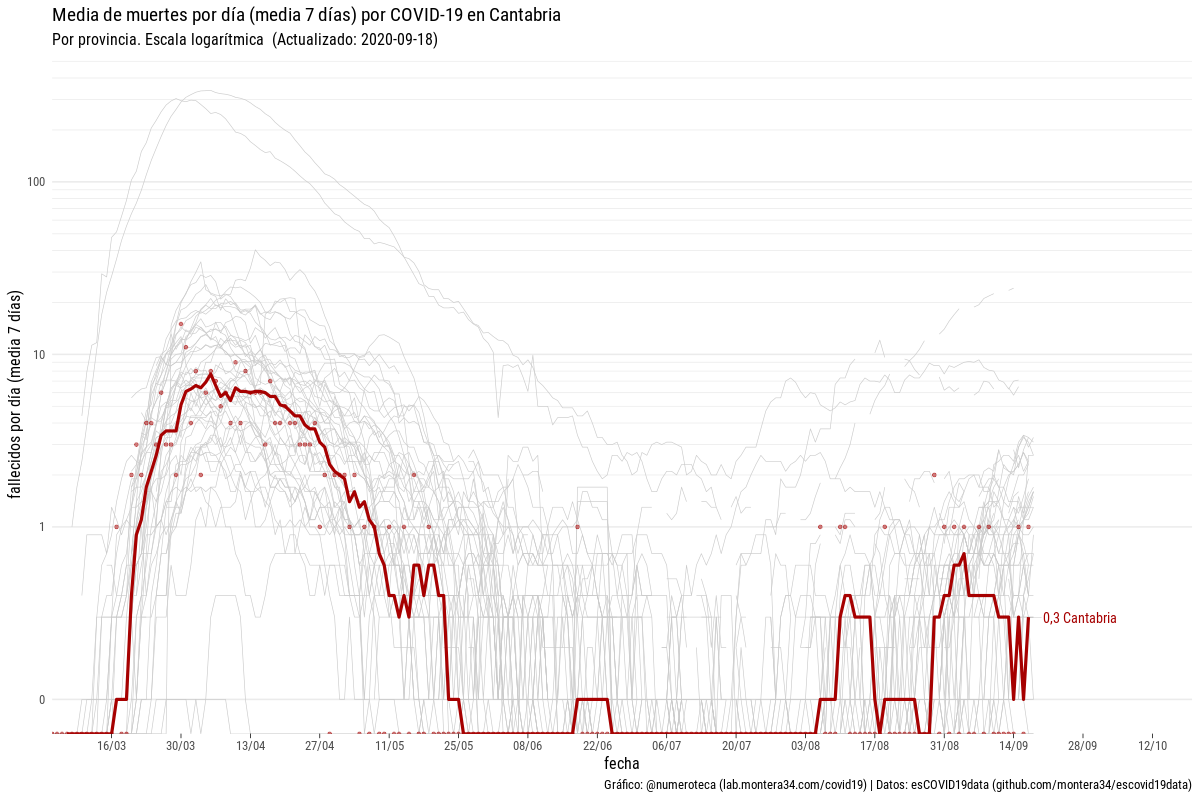 Media de muertes por día (media 7 días) por COVID-19 en Cantabria
Por provincia. Escala logarítmica (Actualizado: 2020-09-18)
fallecidos por día (media 7 días)
100
10
1
0
0,3 Cantabria
16/03 30/03 13/04 27/04 11/05 25/05 08/06 22/06 06/07 20/07 03/08 17/08 31/08 14/09 28/09 12/10
fecha
Gráfico: @numeroteca (lab.montera34.com/covid19) | Datos: esCOVID19data (github.com/montera34/escovid19data)